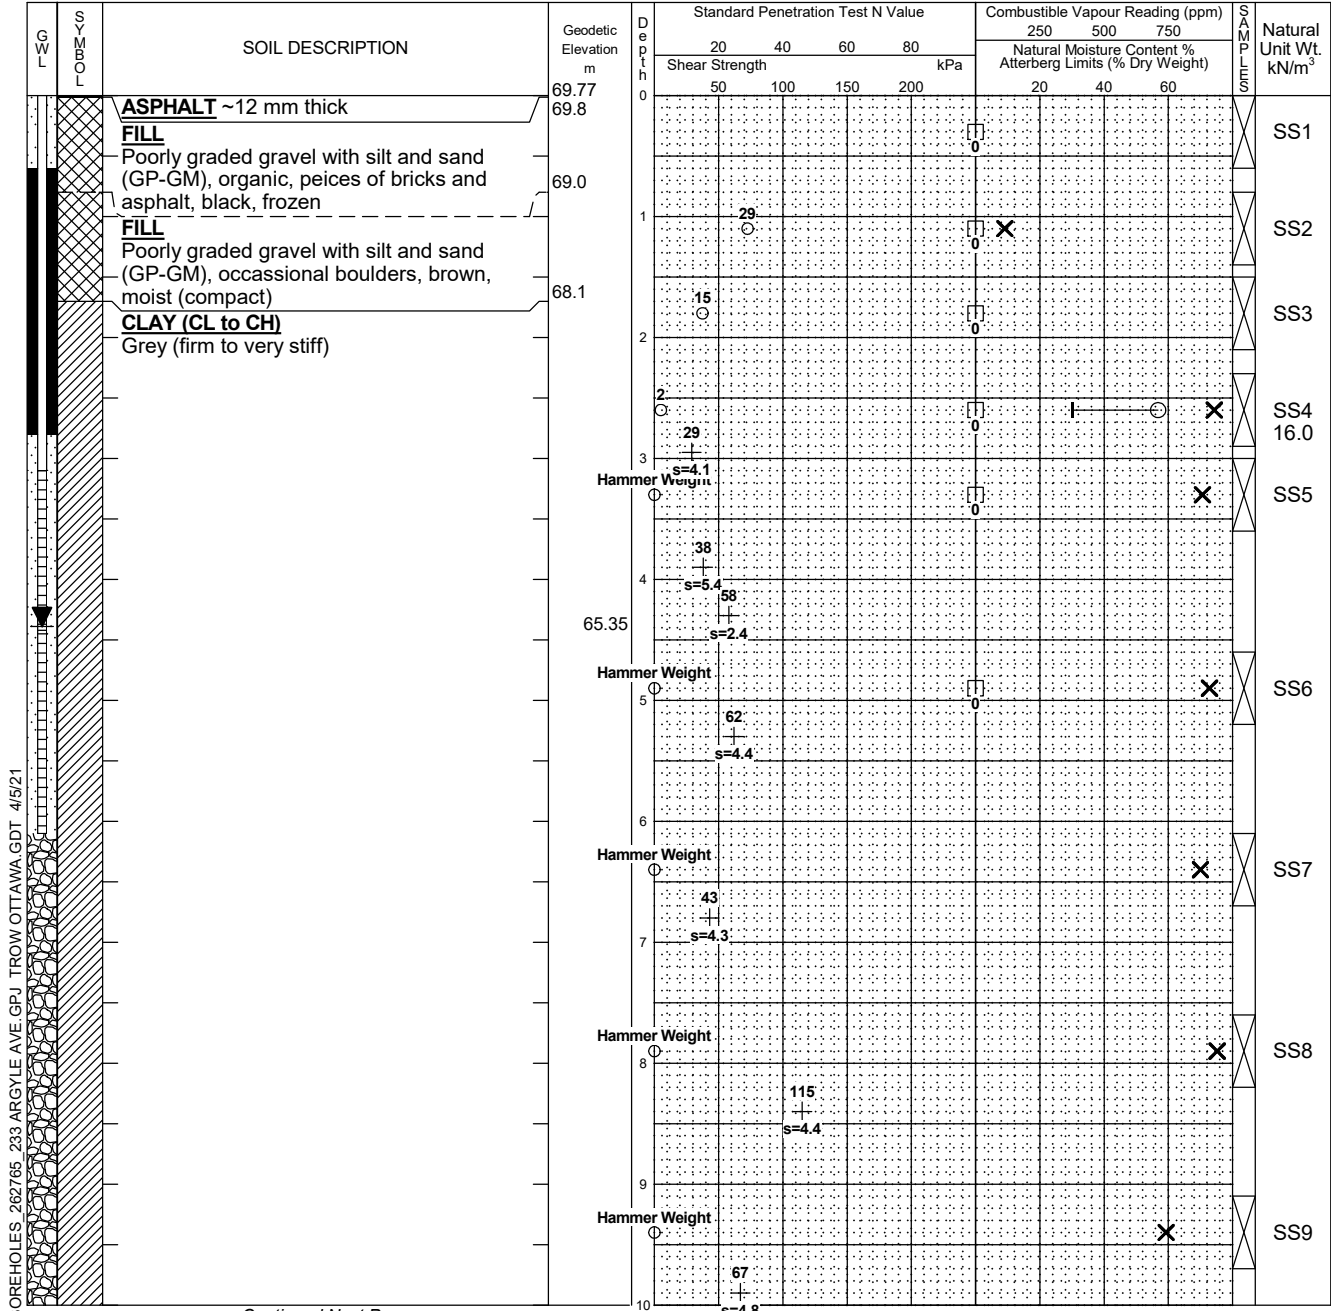 GWL
SYMBOL
SOIL DESCRIPTION
Geodetic
Elevation
m
69.77
Depth
Standard Penetration Test N Value
20 40 60 80
Shear Strength kPa
50 100 150 200
Combustible Vapour Reading (ppm)
250 500 750
Natural Moisture Content %
Atterberg Limits (% Dry Weight)
20 40 60
SAMPLES
Natural
Unit Wt.
kN/m³
0
ASPHALT ~12 mm thick
69.8
FILL
Poorly graded gravel with silt and sand
(GP-GM), organic, peices of bricks and
asphalt, black, frozen
69.0
0
SS1
FILL
Poorly graded gravel with silt and sand
(GP-GM), occassional boulders, brown,
moist (compact)
68.1
1
29
0
SS2
CLAY (CL to CH)
Grey (firm to very stiff)
15
0
SS3
2
2
0
SS4
16.0
29
s=4.1
3
Hammer Weight
0
SS5
38
s=5.4
4
58
s=2.4
65.35
Hammer Weight
0
SS6
5
62
s=4.4
6
Hammer Weight
SS7
43
s=4.3
7
Hammer Weight
SS8
8
115
s=4.4
9
Hammer Weight
SS9
67
s=4.8
10
OREHOLES_262765_233 ARGYLE AVE.GPJ TROW OTTAWA.GDT 4/5/21